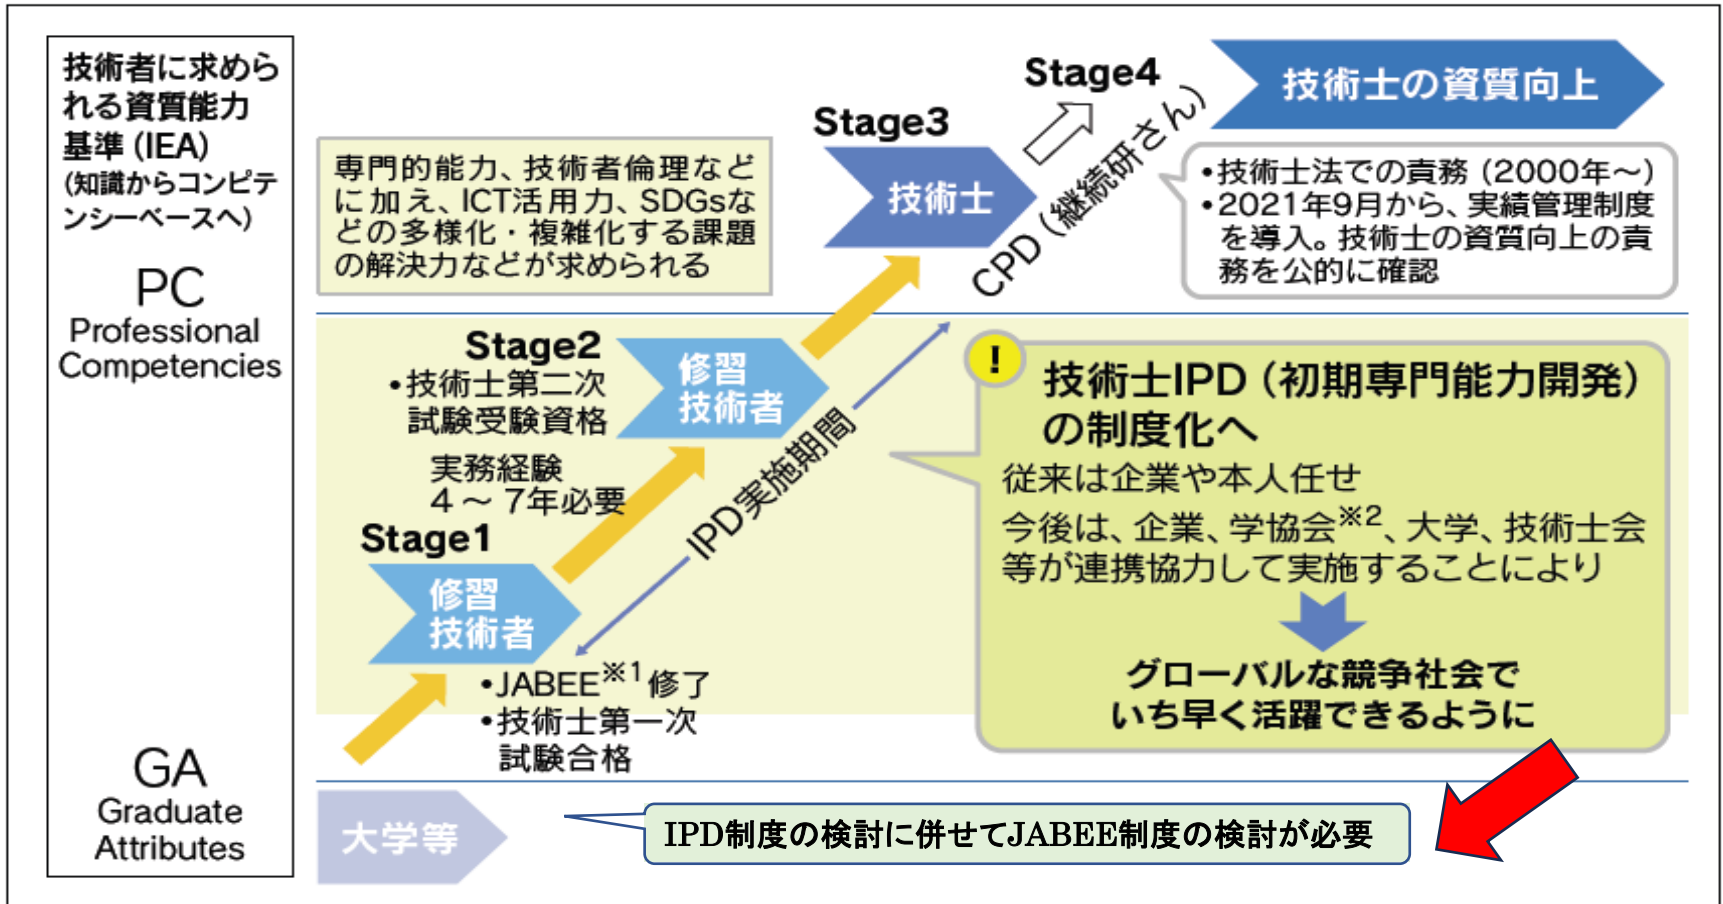 技術者に求めら
れる資質能力
基準（IEA）
（知識からコンピテ
ンシーベースへ）
PC
Professional
Competencies
GA
Graduate
Attributes
専門的能力、技術者倫理など
に加え、ICT活用力、SDGsな
どの多様化・複雑化する課題
の解決力などが求められる
Stage4
技術士の資質向上
・技術士法での責務（2000年～）
・2021年9月から、実績管理制度
を導入。技術士の資質向上の責
務を公的に確認
Stage3
技術士
CPD（継続研さん）
Stage2
修習
技術者
・技術士第二次
試験受験資格
実務経験
4～7年必要
IPD実施期間
Stage1
修習
技術者
・JABEE※1修了
・技術士第一次
試験合格
!
技術士IPD（初期専門能力開発）
の制度化へ
従来は企業や本人任せ
今後は、企業、学協会※2、大学、技術士会
等が連携協力して実施することにより
グローバルな競争社会で
いち早く活躍できるように
大学等
IPD制度の検討に併せてJABEE制度の検討が必要